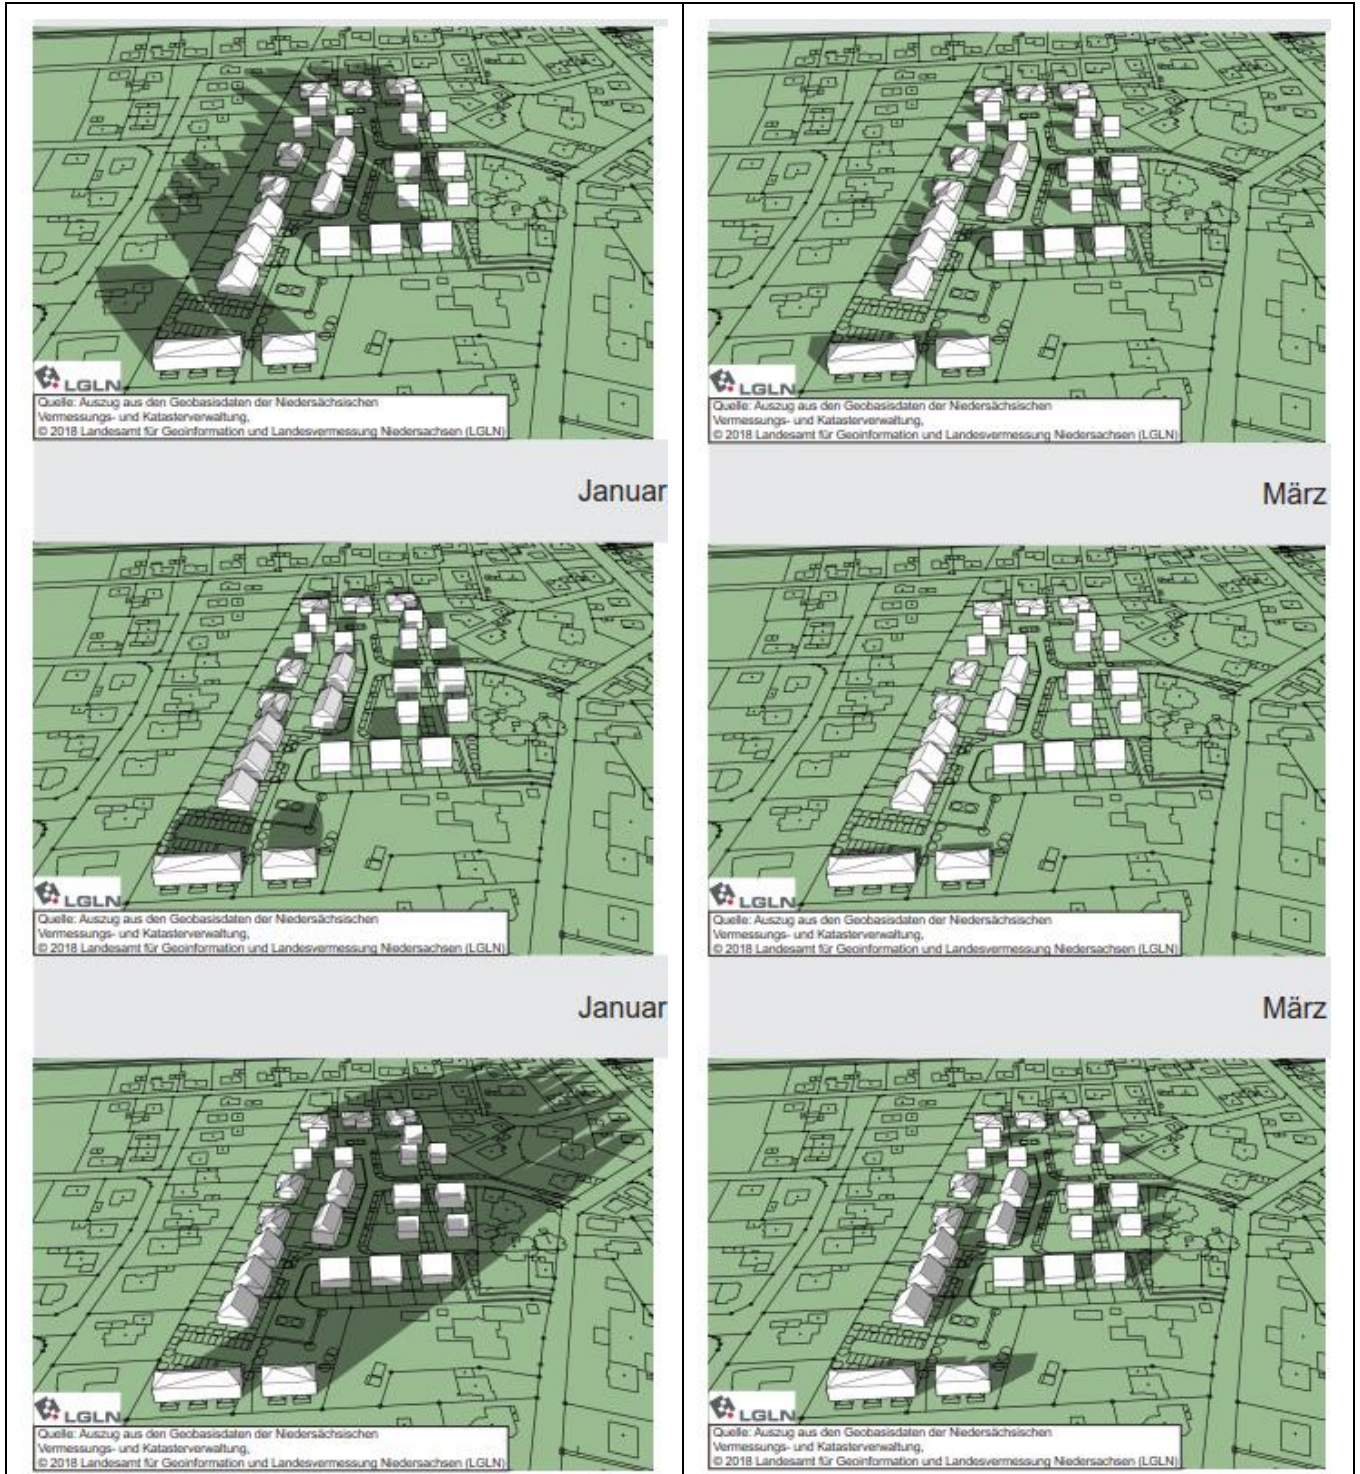 LGLN
Quelle: Auszug aus den Geobasisdaten der Niedersächsischen
Vermessungs- und Katasterverwaltung,
© 2018 Landesamt für Geoinformation und Landesvermessung Niedersachsen (LGLN)
Januar
LGLN
Quelle: Auszug aus den Geobasisdaten der Niedersächsischen
Vermessungs- und Katasterverwaltung,
© 2018 Landesamt für Geoinformation und Landesvermessung Niedersachsen (LGLN)
März
LGLN
Quelle: Auszug aus den Geobasisdaten der Niedersächsischen
Vermessungs- und Katasterverwaltung,
© 2018 Landesamt für Geoinformation und Landesvermessung Niedersachsen (LGLN)
Januar
LGLN
Quelle: Auszug aus den Geobasisdaten der Niedersächsischen
Vermessungs- und Katasterverwaltung,
© 2018 Landesamt für Geoinformation und Landesvermessung Niedersachsen (LGLN)
März
LGLN
Quelle: Auszug aus den Geobasisdaten der Niedersächsischen
Vermessungs- und Katasterverwaltung,
© 2018 Landesamt für Geoinformation und Landesvermessung Niedersachsen (LGLN)
LGLN
Quelle: Auszug aus den Geobasisdaten der Niedersächsischen
Vermessungs- und Katasterverwaltung,
© 2018 Landesamt für Geoinformation und Landesvermessung Niedersachsen (LGLN)